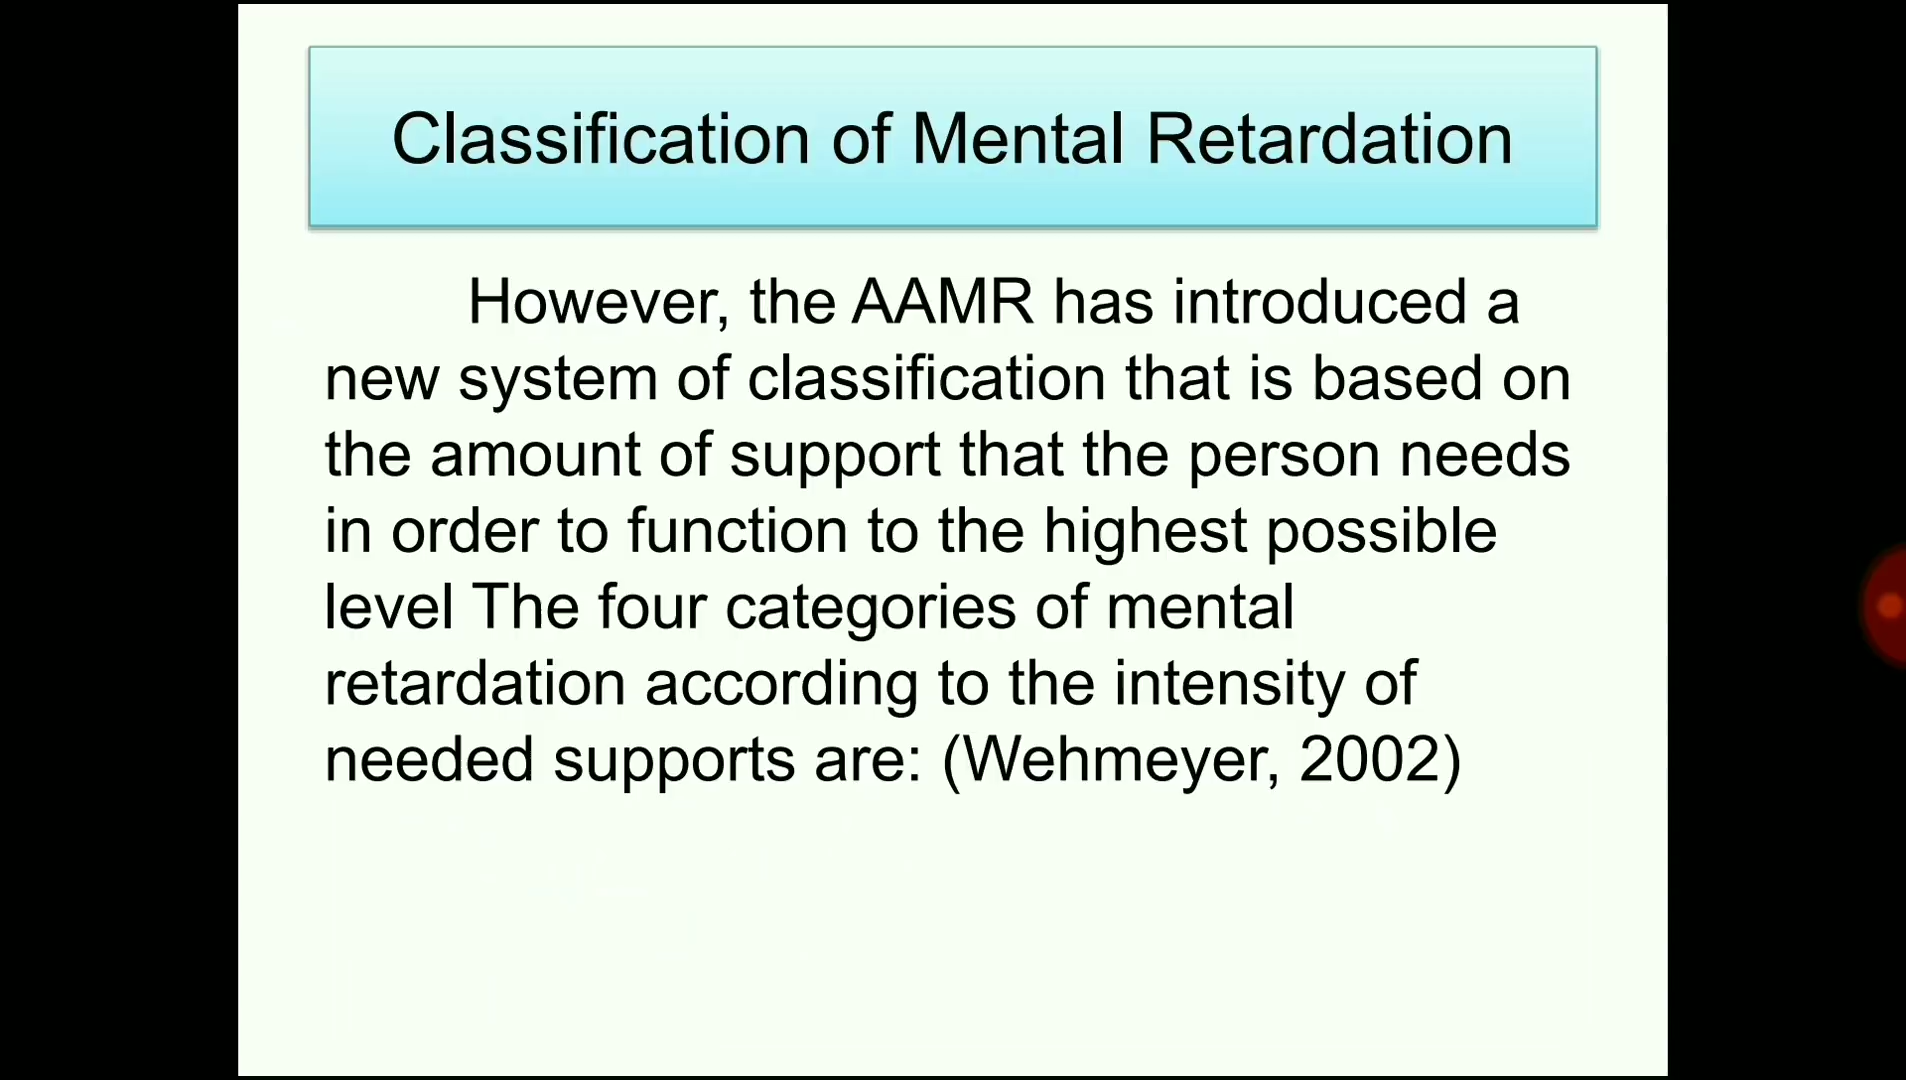 Classification of Mental Retardation
However, the AAMR has introduced a
new system of classification that is based on
the amount of support that the person needs
in order to function to the highest possible
level The four categories of mental
retardation according to the intensity of
needed supports are: (Wehmeyer, 2002)